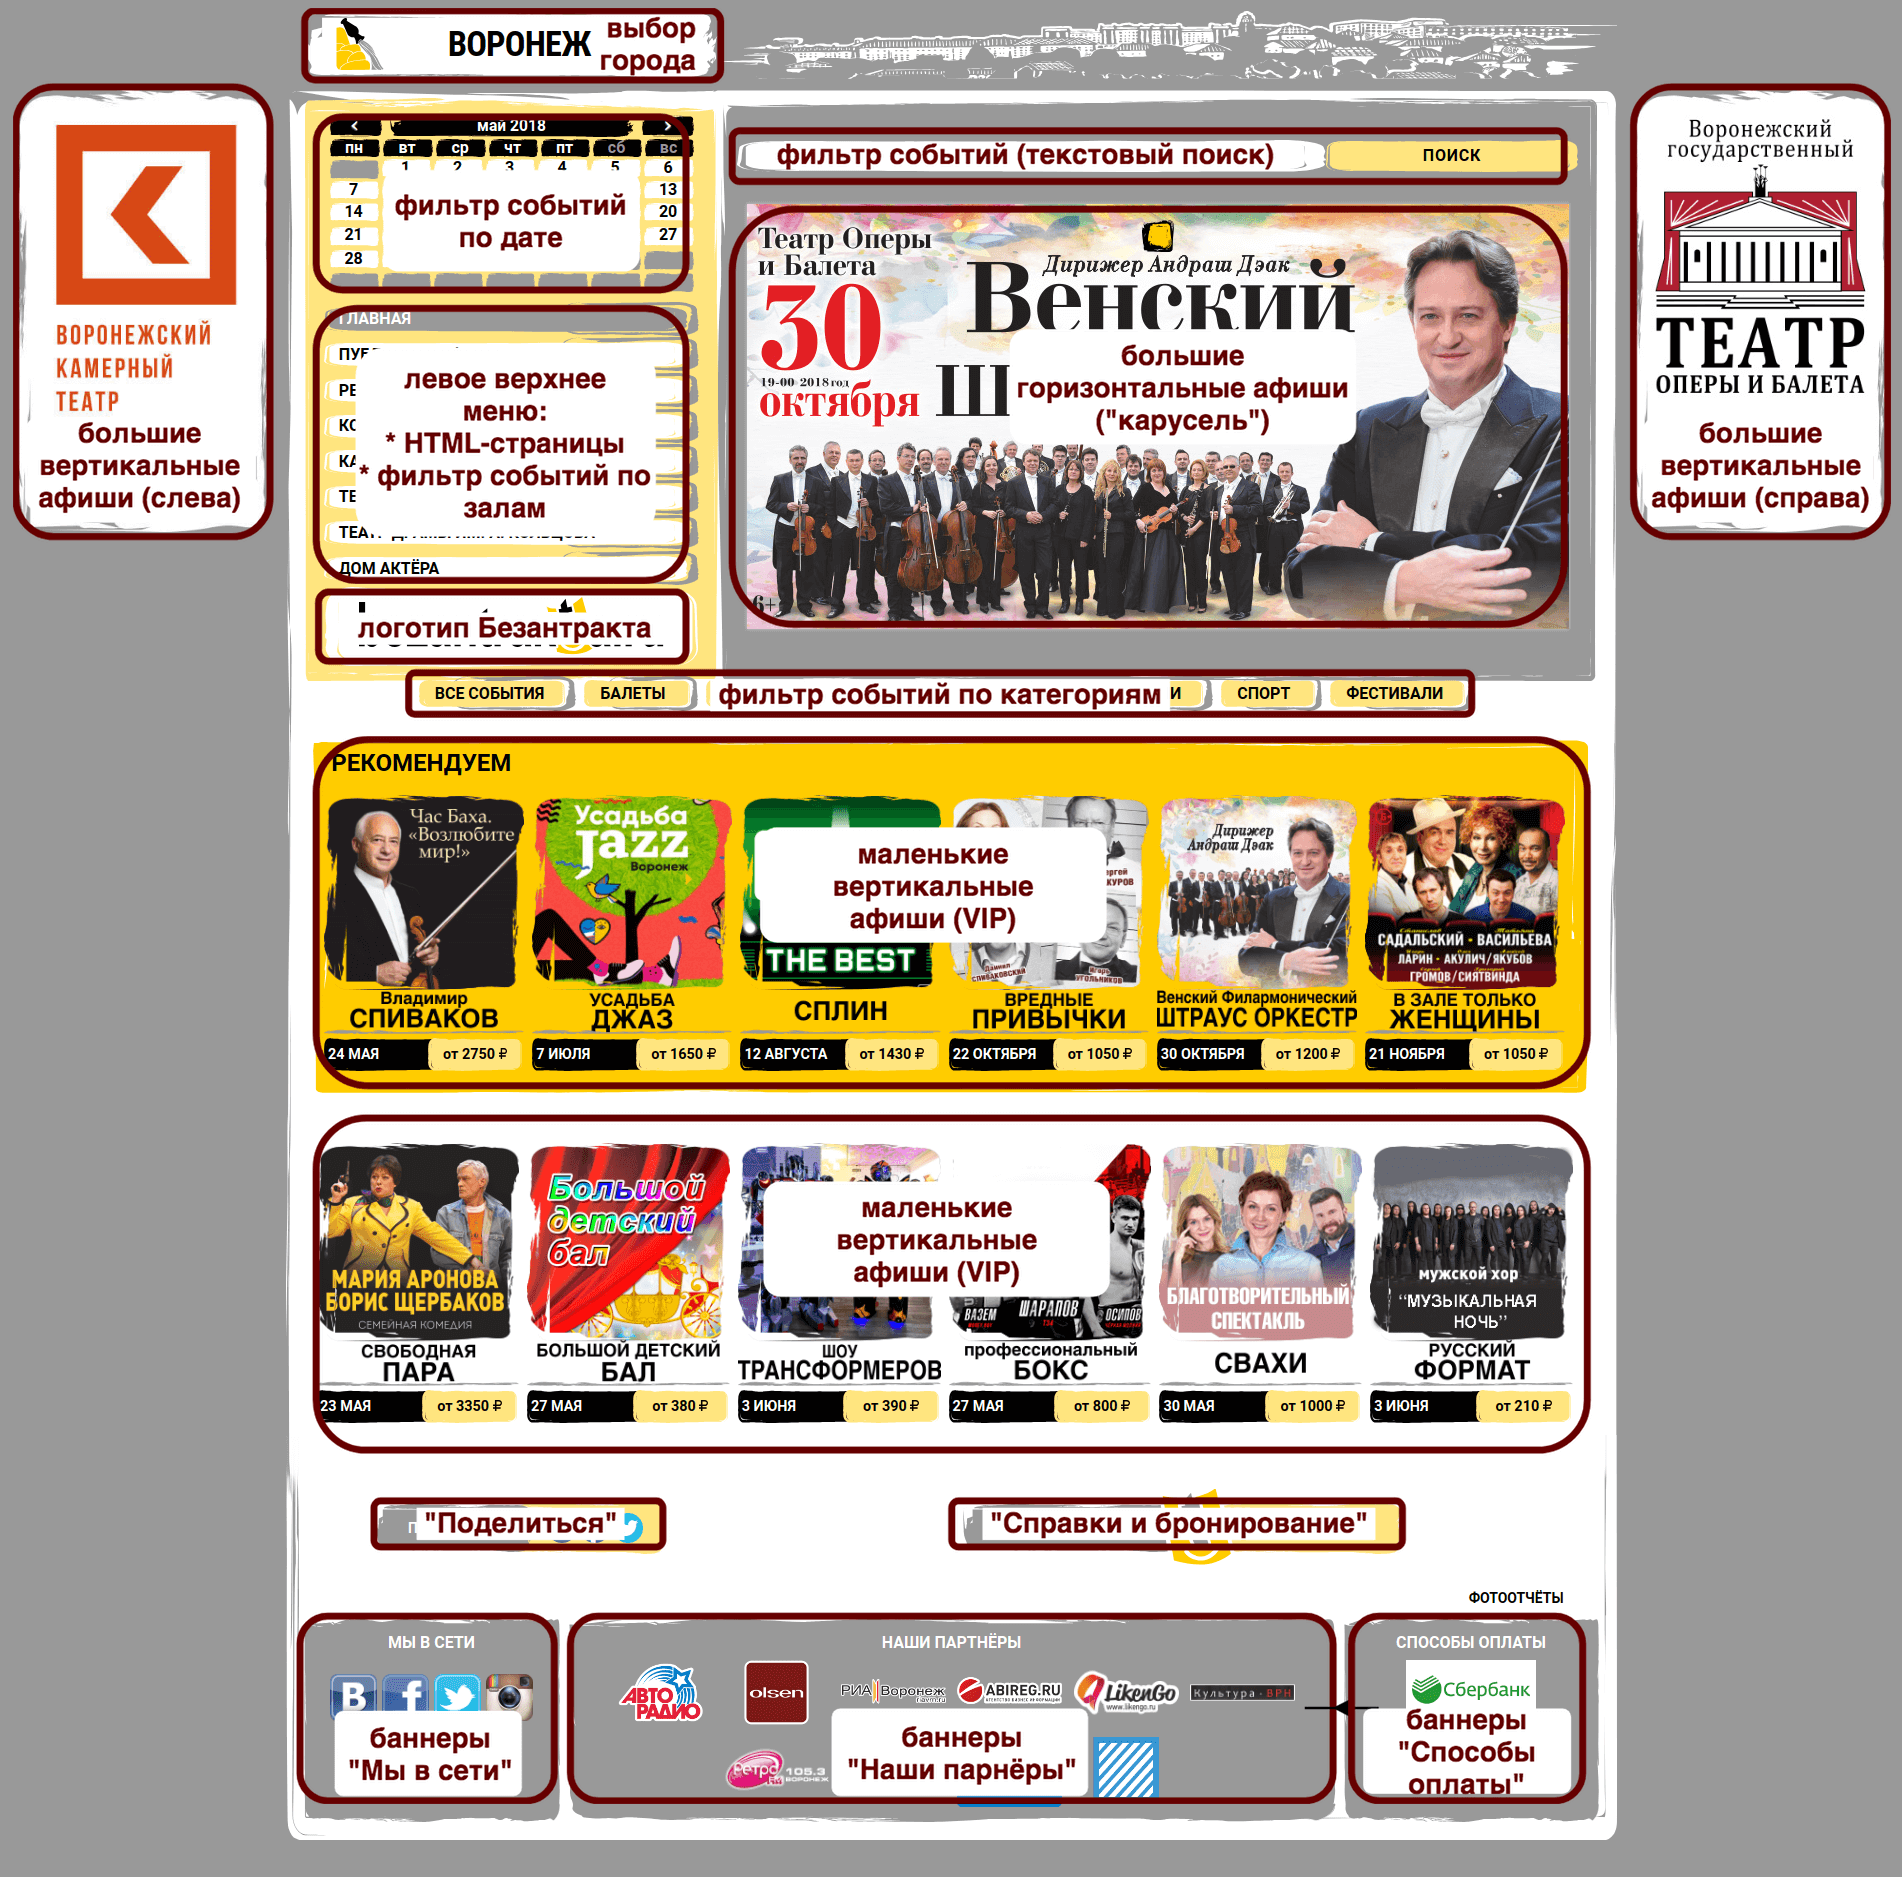 ВОРОНЕЖ
выбор
города
ВОРОНЕЖСКИЙ
КАМЕРНЫЙ
ТЕАТР
большие
вертикальные
афиши (слева)
май 2018
пн вт ср чт пт сб вс
1 2 3 4 5 6
7 13
14 20
21 27
28
фильтр событий
по дате
ГЛАВНАЯ
левое верхнее
меню:
* HTML-страницы
* фильтр событий по
залам
ДОМ АКТЁРА
логотип Безантракта
фильтр событий (текстовый поиск)
ПОИСК
Театр Оперы
и Балета
30
19-00 2018 год
октября
Дирижер Андраш Дэак
Венский
Ш
большие
горизонтальные афиши
("карусель")
6+
Воронежский
государственный
ТЕАТР
ОПЕРЫ И БАЛЕТА
большие
вертикальные
афиши (справа)
ВСЕ СОБЫТИЯ
БАЛЕТЫ
фильтр событий по категориям
И
СПОРТ
ФЕСТИВАЛИ
РЕКОМЕНДУЕМ
Час Баха.
«Возлюбите
мир!»
Владимир
СПИВАКОВ
24 МАЯ от 2750 ₽
Усадьба
Jazz
Воронеж
УСАДЬБА
ДЖАЗ
7 ИЮЛЯ от 1650 ₽
маленькие
вертикальные
афиши (VIP)
THE BEST
СПЛИН
12 АВГУСТА от 1430 ₽
Даниил
СПИВАКОВСКИЙ
Игорь
УГОЛЬНИКОВ
ВРЕДНЫЕ
ПРИВЫЧКИ
22 ОКТЯБРЯ от 1050 ₽
Дирижер
Андраш Дэак
Венский Филармонический
ШТРАУС ОРКЕСТР
30 ОКТЯБРЯ от 1200 ₽
Станислав Татьяна
САДАЛЬСКИЙ • ВАСИЛЬЕВА
ЛАРИН • АКУЛИЧ/ЯКУБОВ
ГРОМОВ/СИЯТВИНДА
В ЗАЛЕ ТОЛЬКО
ЖЕНЩИНЫ
21 НОЯБРЯ от 1050 ₽
МАРИЯ АРОНОВА
БОРИС ЩЕРБАКОВ
СЕМЕЙНАЯ КОМЕДИЯ
СВОБОДНАЯ
ПАРА
23 МАЯ от 3350 ₽
Большой
детский
бал
БОЛЬШОЙ ДЕТСКИЙ
БАЛ
27 МАЯ от 380 ₽
маленькие
вертикальные
афиши (VIP)
ШОУ
ТРАНСФОРМЕРОВ
3 ИЮНЯ от 390 ₽
ВАЗЕМ ШАРАПОВ ОСИПОВ
профессиональный
БОКС
27 МАЯ от 800 ₽
БЛАГОТВОРИТЕЛЬНЫЙ
СПЕКТАКЛЬ
СВАХИ
30 МАЯ от 1000 ₽
мужской хор
“МУЗЫКАЛЬНАЯ
НОЧЬ”
РУССКИЙ
ФОРМАТ
3 ИЮНЯ от 210 ₽
"Поделиться"
"Справки и бронирование"
ФОТООТЧЁТЫ
МЫ В СЕТИ
баннеры
"Мы в сети"
НАШИ ПАРТНЁРЫ
АВТО
РАДИО
olsen
РИА Воронеж
ABIREG.RU
LikenGo
www.likengo.ru
Культура-ВРН
Ретро FM 105.3
ВОРОНЕЖ
баннеры
"Наши парнёры"
СПОСОБЫ ОПЛАТЫ
Сбербанк
баннеры
"Способы
оплаты"